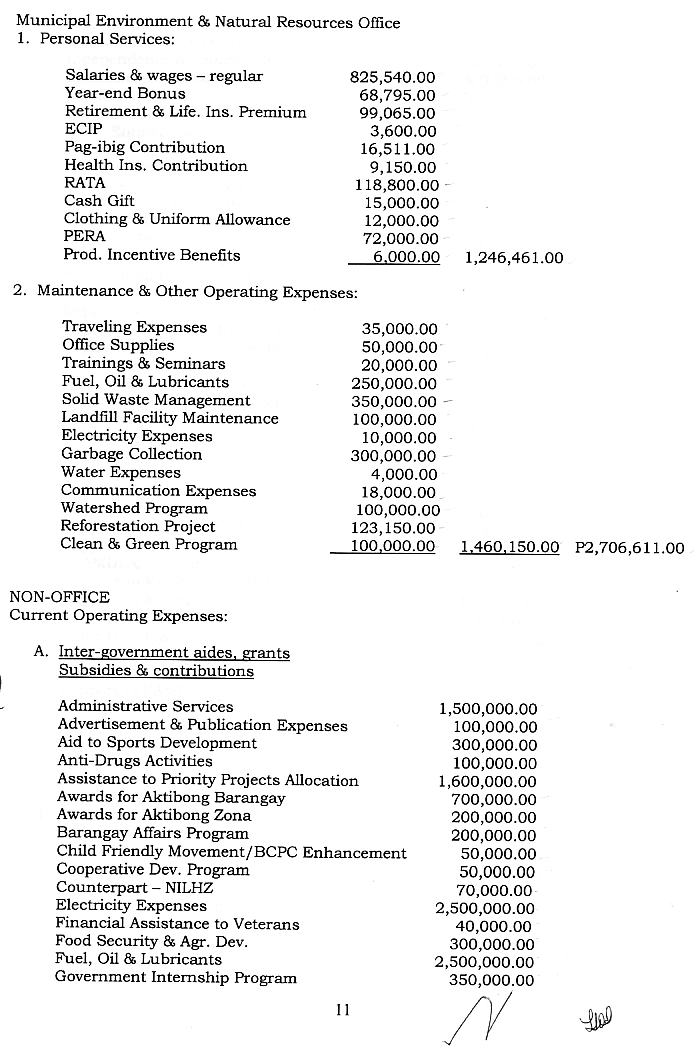 Municipal Environment & Natural Resources Office
1. Personal Services:
Salaries & wages – regular 825,540.00
Year-end Bonus 68,795.00
Retirement & Life. Ins. Premium 99,065.00
ECIP 3,600.00
Pag-ibig Contribution 16,511.00
Health Ins. Contribution 9,150.00
RATA 118,800.00
Cash Gift 15,000.00
Clothing & Uniform Allowance 12,000.00
PERA 72,000.00
Prod. Incentive Benefits 6,000.00 1,246,461.00
2. Maintenance & Other Operating Expenses:
Traveling Expenses 35,000.00
Office Supplies 50,000.00
Trainings & Seminars 20,000.00
Fuel, Oil & Lubricants 250,000.00
Solid Waste Management 350,000.00
Landfill Facility Maintenance 100,000.00
Electricity Expenses 10,000.00
Garbage Collection 300,000.00
Water Expenses 4,000.00
Communication Expenses 18,000.00
Watershed Program 100,000.00
Reforestation Project 123,150.00
Clean & Green Program 100,000.00 1,460,150.00 P2,706,611.00
NON-OFFICE
Current Operating Expenses:
A. Inter-government aides, grants
Subsidies & contributions
Administrative Services 1,500,000.00
Advertisement & Publication Expenses 100,000.00
Aid to Sports Development 300,000.00
Anti-Drugs Activities 100,000.00
Assistance to Priority Projects Allocation 1,600,000.00
Awards for Aktibong Barangay 700,000.00
Awards for Aktibong Zona 200,000.00
Barangay Affairs Program 200,000.00
Child Friendly Movement/BCPC Enhancement 50,000.00
Cooperative Dev. Program 50,000.00
Counterpart – NILHZ 70,000.00
Electricity Expenses 2,500,000.00
Financial Assistance to Veterans 40,000.00
Food Security & Agr. Dev. 300,000.00
Fuel, Oil & Lubricants 2,500,000.00
Government Internship Program 350,000.00
11